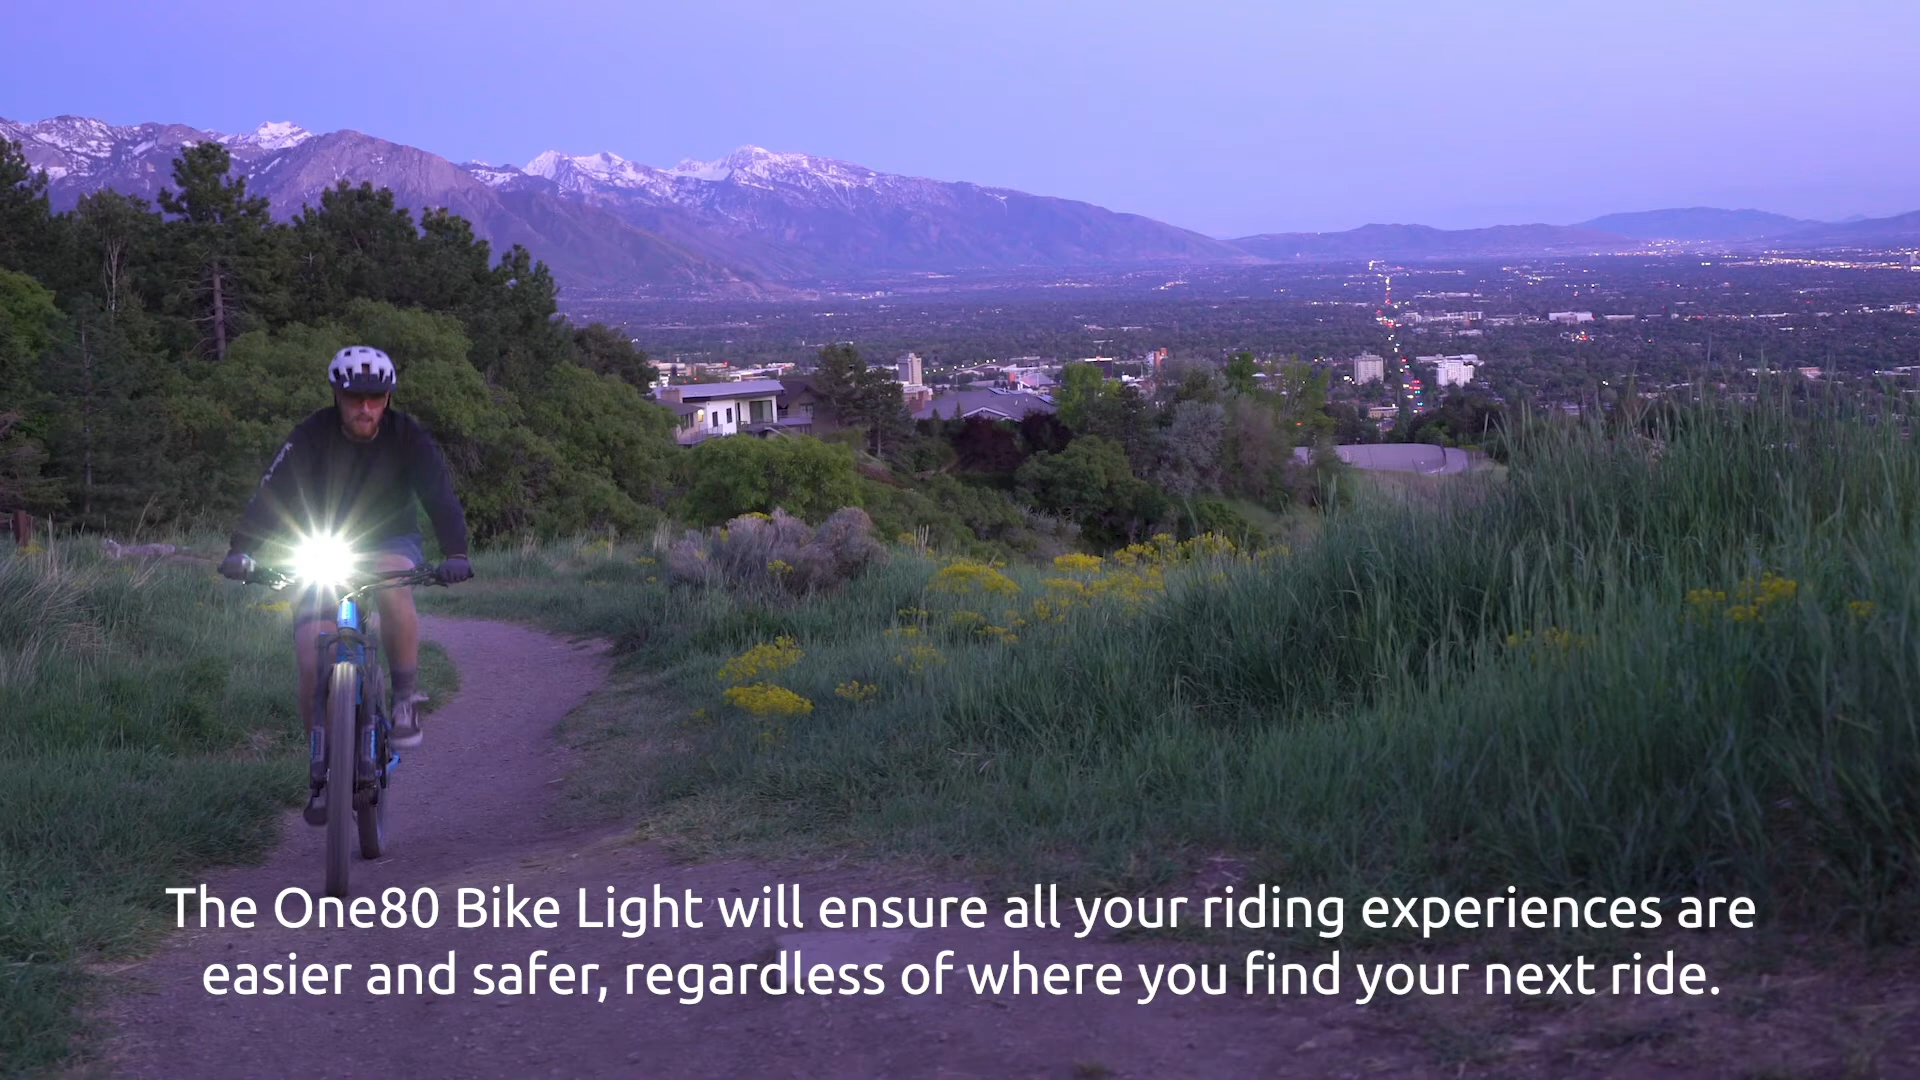 The One80 Bike Light will ensure all your riding experiences are
easier and safer, regardless of where you find your next ride.